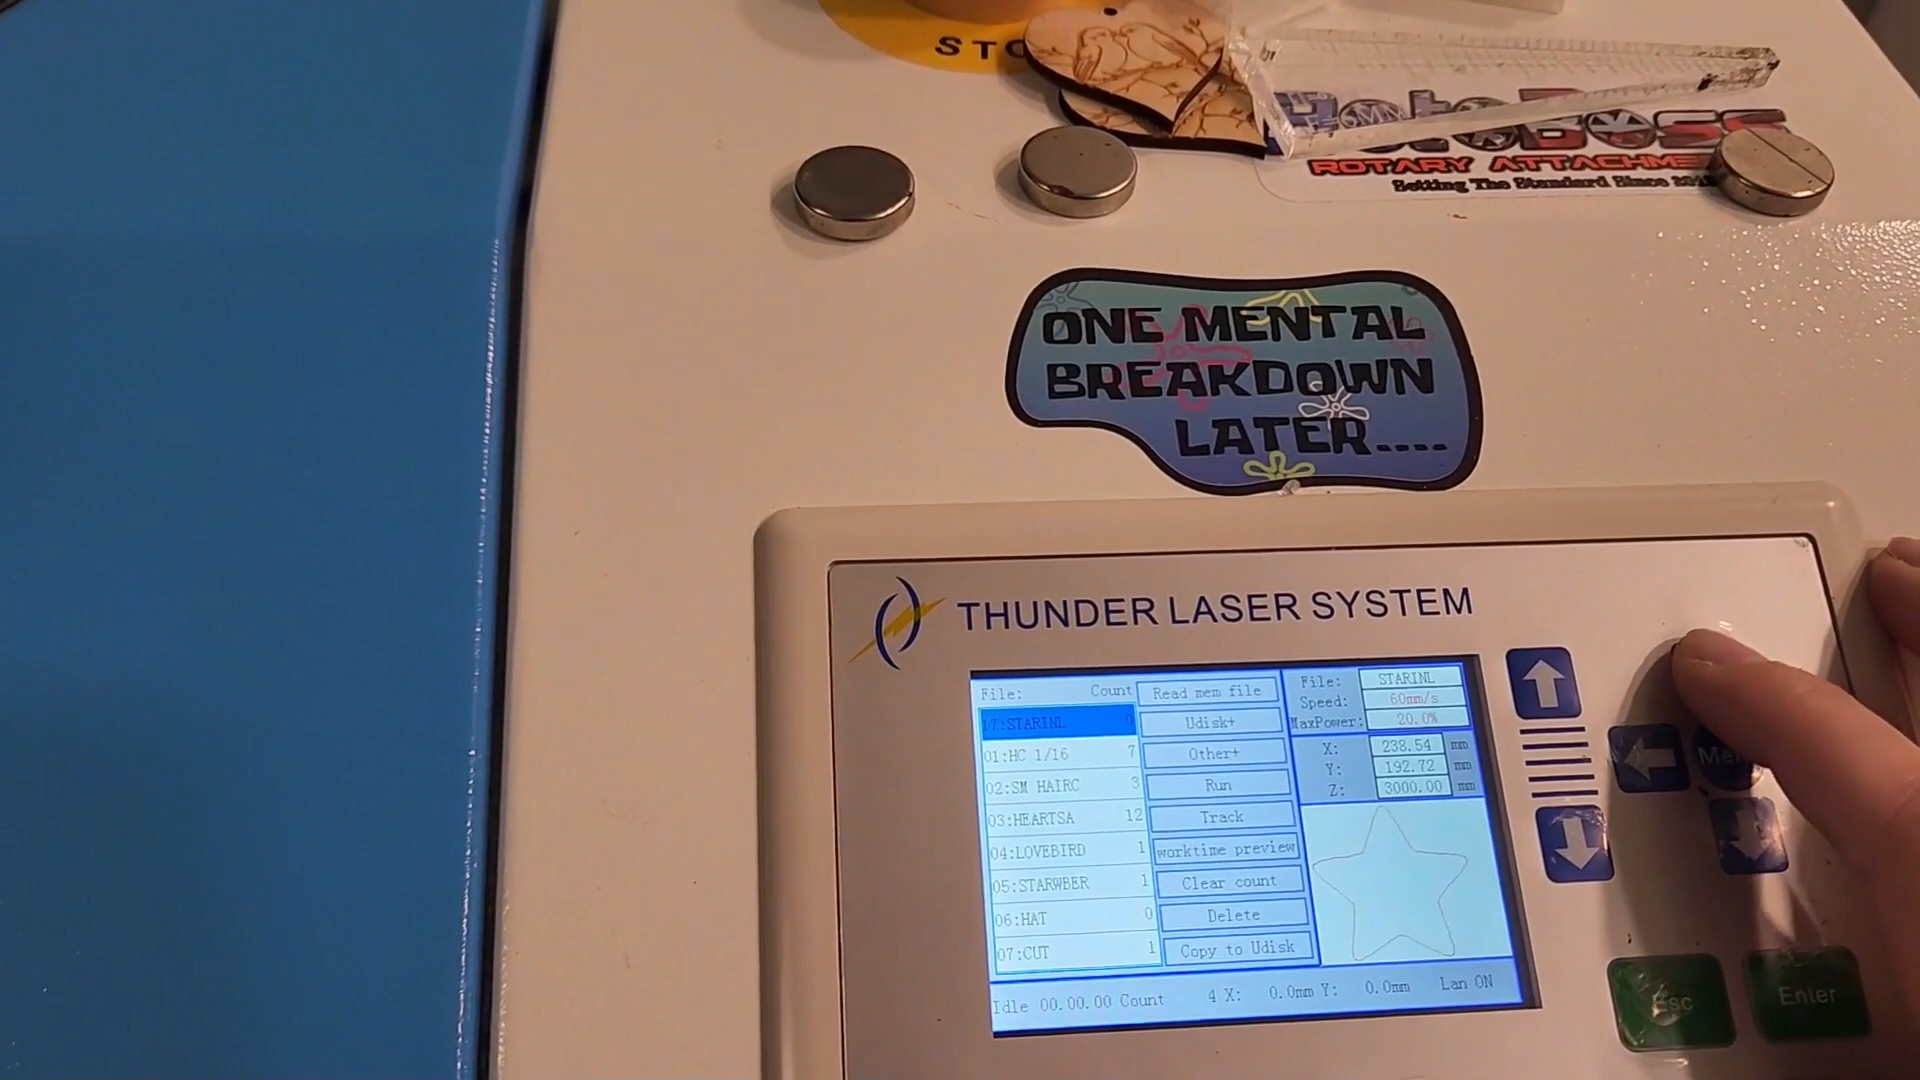 RotoBoss
ROTARY
Setting The Standard Since
ONE MENTAL
BREAKDOWN
LATER....
THUNDER LASER SYSTEM
File: Count
17:STARINL 0
01:HC 1/16 7
02:SM HAIRC 3
03:HEARTSA 12
04:LOVEBIRD 1
05:STARWBER 1
06:HAT 0
07:CUT 1
Read mem file
Udisk+
Other+
Run
Track
worktime preview
Clear count
Delete
Copy to Udisk
File: STARINL
Speed: 60mm/s
MaxPower: 20.0%
X: 238.54 mm
Y: 192.72 mm
Z: 3000.00 mm
Idle 00.00.00 Count 4 X: 0.0mm Y: 0.0mm Lan ON
Esc
Enter